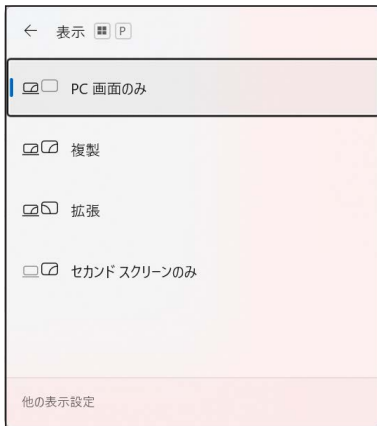 表示 P
PC 画面のみ
複製
拡張
セカンド スクリーンのみ
他の表示設定